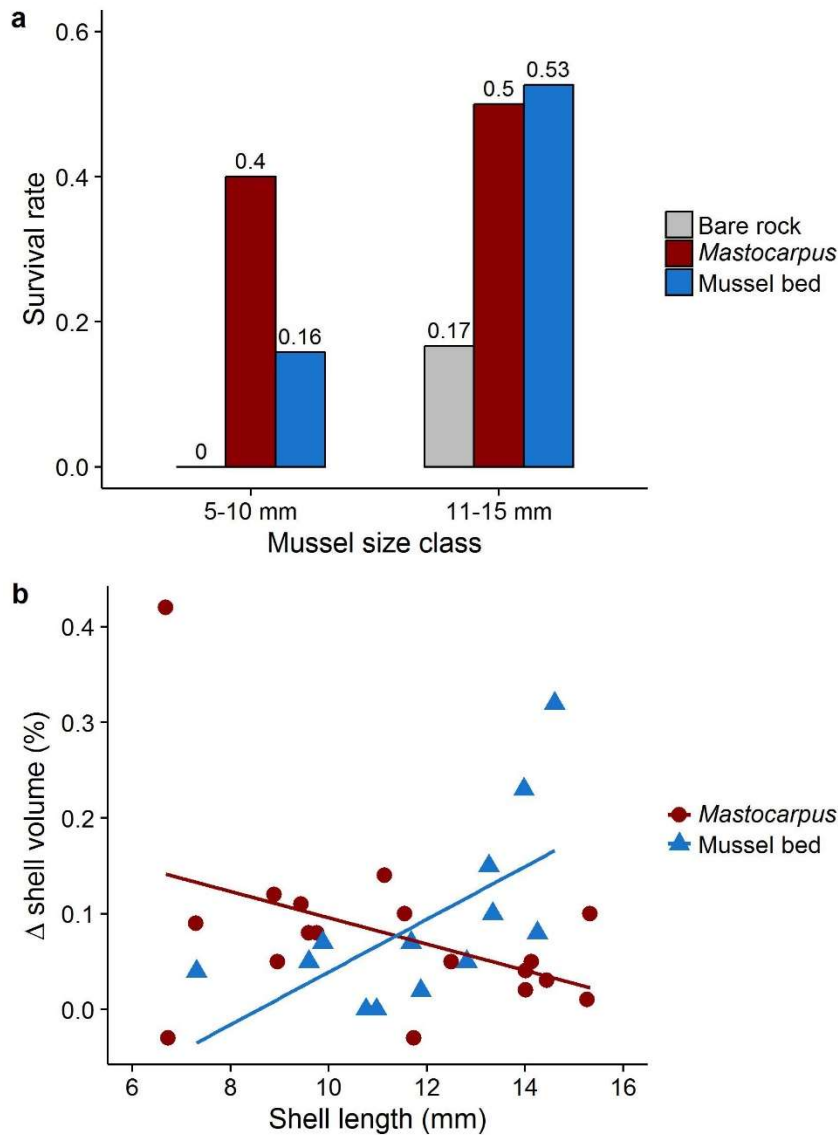 a
0.6
0.4
0.2
0.0
Survival rate
0
0.4
0.16
0.17
0.5
0.53
5-10 mm
11-15 mm
Mussel size class
Bare rock
Mastocarpus
Mussel bed
b
0.4
0.3
0.2
0.1
0.0
Δ shell volume (%)
6
8
10
12
14
16
Shell length (mm)
Mastocarpus
Mussel bed